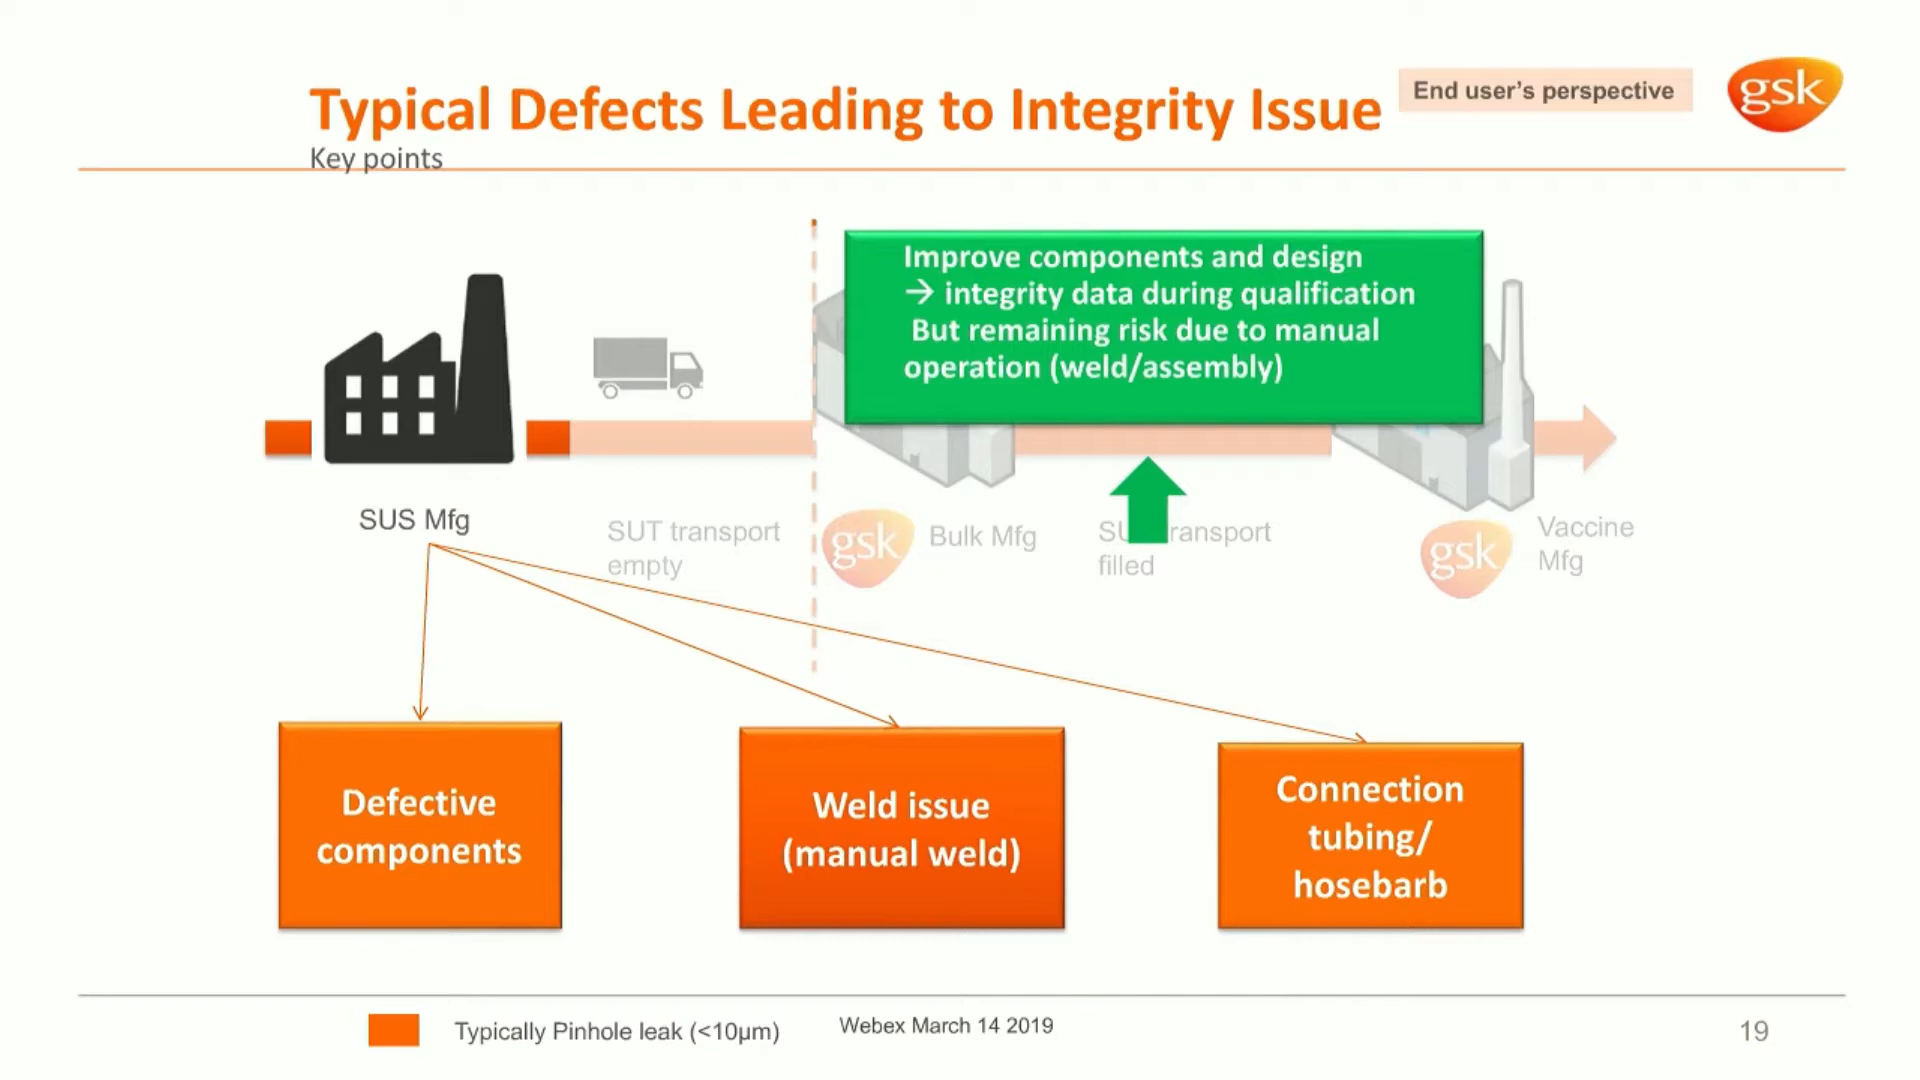 Typical Defects Leading to Integrity Issue
End user's perspective
gsk
Key points
Improve components and design
→ integrity data during qualification
But remaining risk due to manual
operation (weld/assembly)
SUS Mfg
SUT transport
empty
gsk
Bulk Mfg
ransport
filled
gsk
Vaccine
Mfg
Defective
components
Weld issue
(manual weld)
Connection
tubing/
hosebarb
Typically Pinhole leak (<10µm)
Webex March 14 2019
19